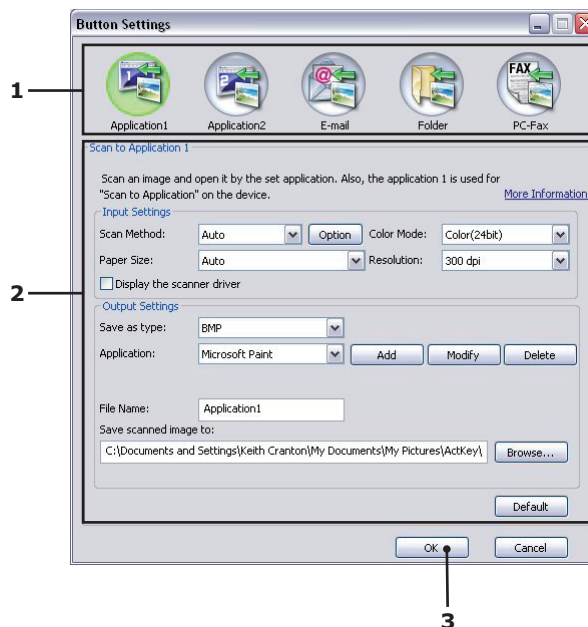 Button Settings
1
FAX
Application1 Application2 E-mail Folder PC-Fax
Scan to Application 1
Scan an image and open it by the set application. Also, the application 1 is used for
"Scan to Application" on the device. More Information
Input Settings
Scan Method: Auto Option Color Mode: Color(24bit)
Paper Size: Auto Resolution: 300 dpi
Display the scanner driver
2
Output Settings
Save as type: BMP
Application: Microsoft Paint Add Modify Delete
File Name: Application1
Save scanned image to:
C:\Documents and Settings\Keith Cranton\My Documents\My Pictures\ActKey\ Browse...
Default
OK Cancel
3